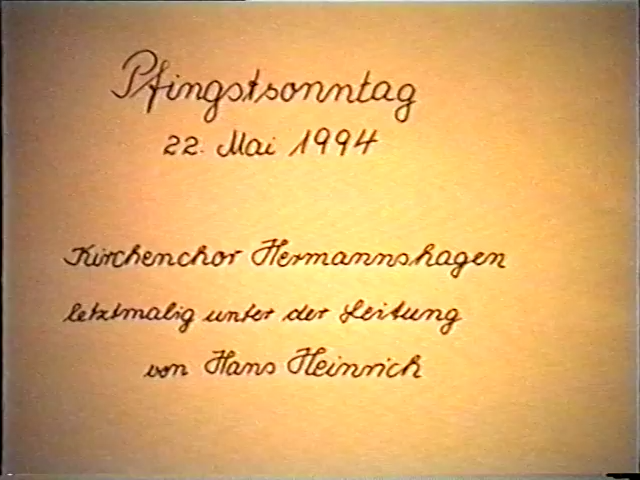 Pfingstsonntag
22. Mai 1994
Kirchenchor Hermannshagen
letztmalig unter der Leitung
von Hans Heinrich